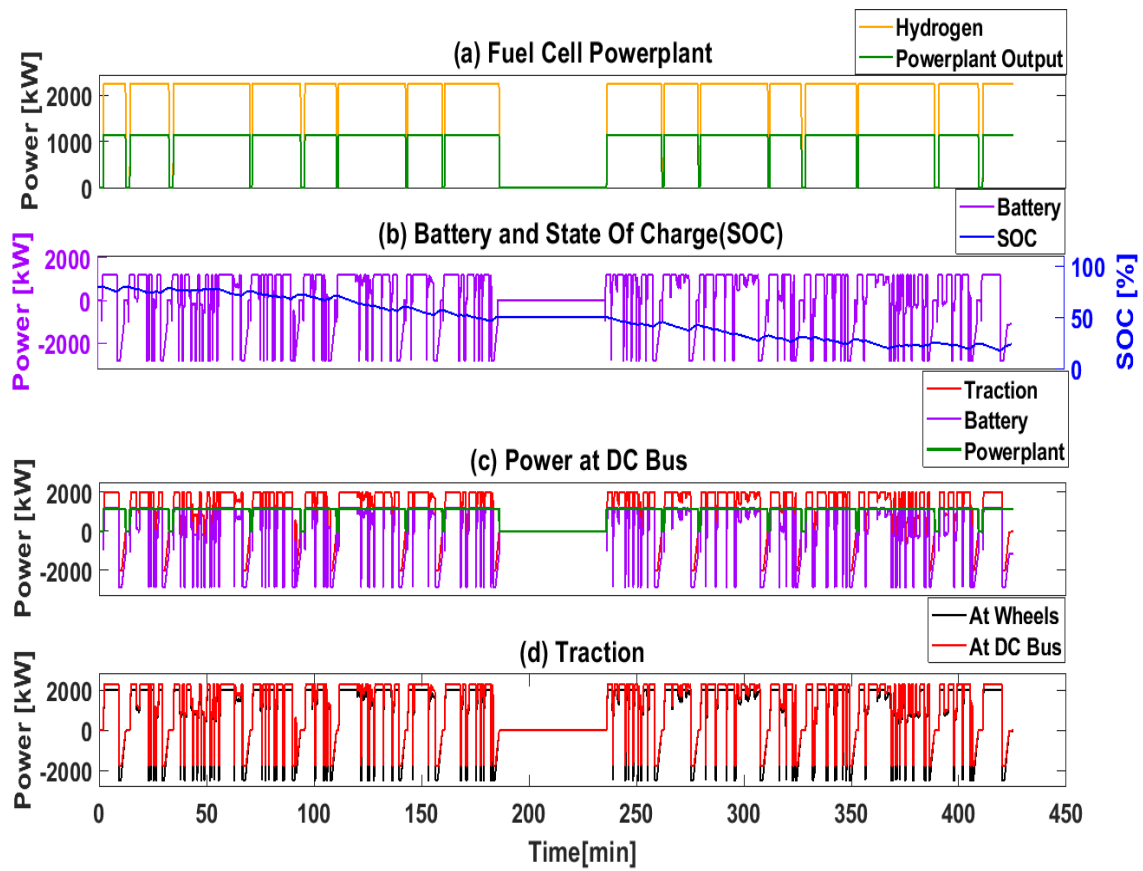 Hydrogen
Powerplant Output
(a) Fuel Cell Powerplant
Power [kW]
2000
1000
0
Battery
SOC
(b) Battery and State Of Charge(SOC)
Power [kW]
2000
0
-2000
100
50
0
SOC [%]
Traction
Battery
Powerplant
(c) Power at DC Bus
Power [kW]
2000
0
-2000
At Wheels
At DC Bus
(d) Traction
Power [kW]
2000
0
-2000
0 50 100 150 200 250 300 350 400 450
Time[min]